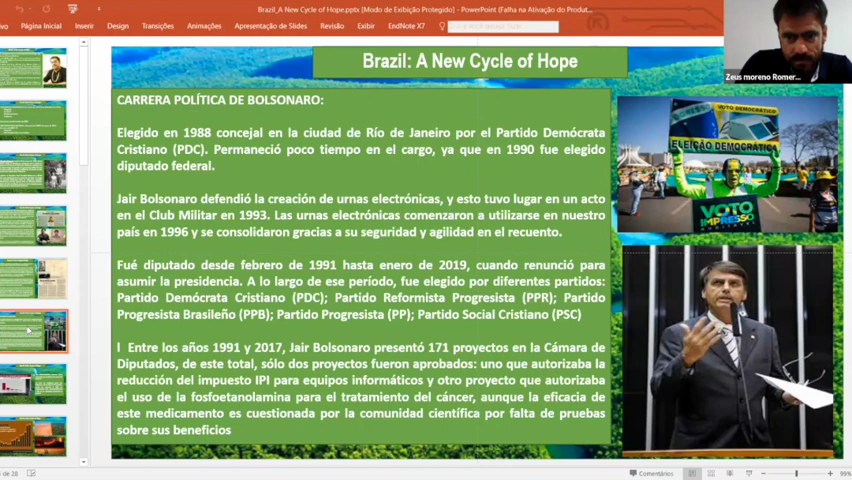 Brazil_A New Cycle of Hope.pptx [Modo de Exibição Protegido] - PowerPoint (Falha na Ativação do Produt...
Página Inicial Inserir Design Transições Animações Apresentação de Slides Revisão Exibir EndNote X7
Zeus moreno Romer...
Brazil: A New Cycle of Hope
CARRERA POLÍTICA DE BOLSONARO:
Elegido en 1988 concejal en la ciudad de Río de Janeiro por el Partido Demócrata
Cristiano (PDC). Permaneció poco tiempo en el cargo, ya que en 1990 fue elegido
diputado federal.
Jair Bolsonaro defendió la creación de urnas electrónicas, y esto tuvo lugar en un acto
en el Club Militar en 1993. Las urnas electrónicas comenzaron a utilizarse en nuestro
país en 1996 y se consolidaron gracias a su seguridad y agilidad en el recuento.
Fué diputado desde febrero de 1991 hasta enero de 2019, cuando renunció para
asumir la presidencia. A lo largo de ese período, fue elegido por diferentes partidos:
Partido Demócrata Cristiano (PDC); Partido Reformista Progresista (PPR); Partido
Progresista Brasileño (PPB); Partido Progresista (PP); Partido Social Cristiano (PSC)
l Entre los años 1991 y 2017, Jair Bolsonaro presentó 171 proyectos en la Cámara de
Diputados, de este total, sólo dos proyectos fueron aprobados: uno que autorizaba la
reducción del impuesto IPI para equipos informáticos y otro proyecto que autorizaba
el uso de la fosfoetanolamina para el tratamiento del cáncer, aunque la eficacia de
este medicamento es cuestionada por la comunidad científica por falta de pruebas
sobre sus beneficios
VOTO DEMOCRÁTICO
ELEIÇÃO DEMOCRÁTICA
VOTO
IMPRESSO
de 28
Comentários
99%